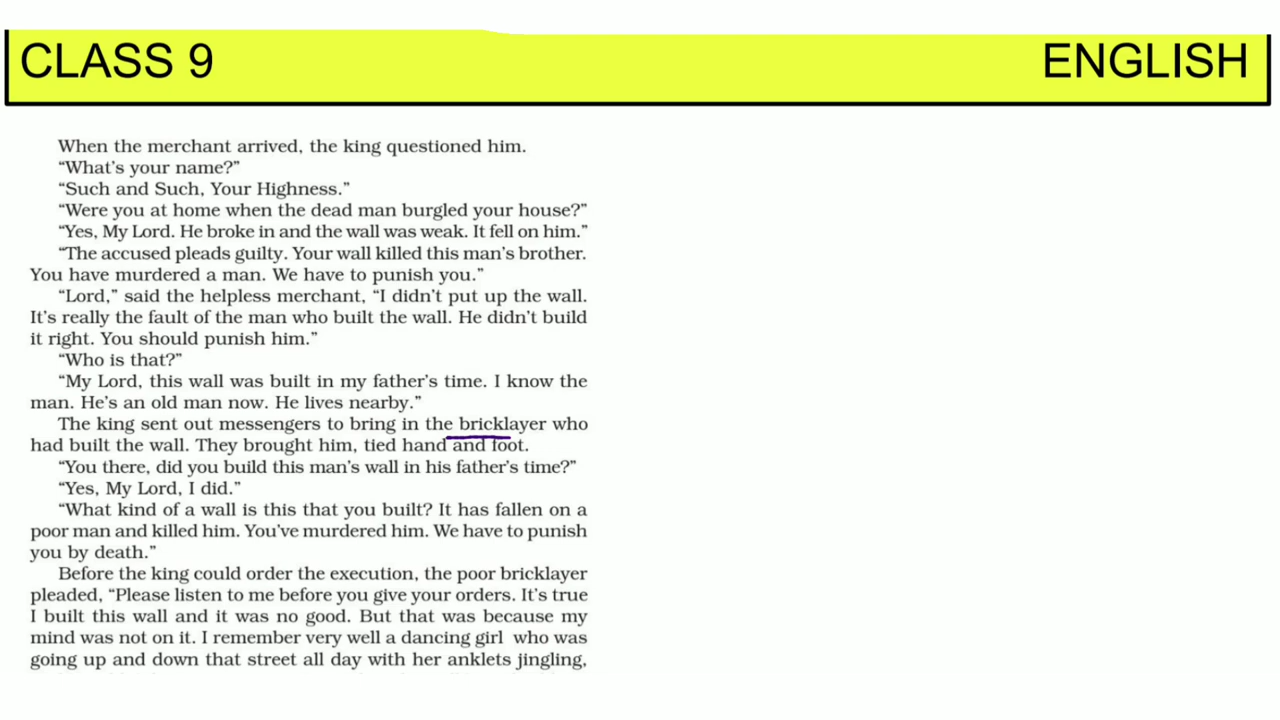 CLASS 9
ENGLISH
When the merchant arrived, the king questioned him.
“What’s your name?”
“Such and Such, Your Highness.”
“Were you at home when the dead man burgled your house?”
“Yes, My Lord. He broke in and the wall was weak. It fell on him.”
“The accused pleads guilty. Your wall killed this man’s brother.
You have murdered a man. We have to punish you.”
“Lord,” said the helpless merchant, “I didn’t put up the wall.
It’s really the fault of the man who built the wall. He didn’t build
it right. You should punish him.”
“Who is that?”
“My Lord, this wall was built in my father’s time. I know the
man. He’s an old man now. He lives nearby.”
The king sent out messengers to bring in the bricklayer who
had built the wall. They brought him, tied hand and foot.
“You there, did you build this man’s wall in his father’s time?”
“Yes, My Lord, I did.”
“What kind of a wall is this that you built? It has fallen on a
poor man and killed him. You’ve murdered him. We have to punish
you by death.”
Before the king could order the execution, the poor bricklayer
pleaded, “Please listen to me before you give your orders. It’s true
I built this wall and it was no good. But that was because my
mind was not on it. I remember very well a dancing girl who was
going up and down that street all day with her anklets jingling,